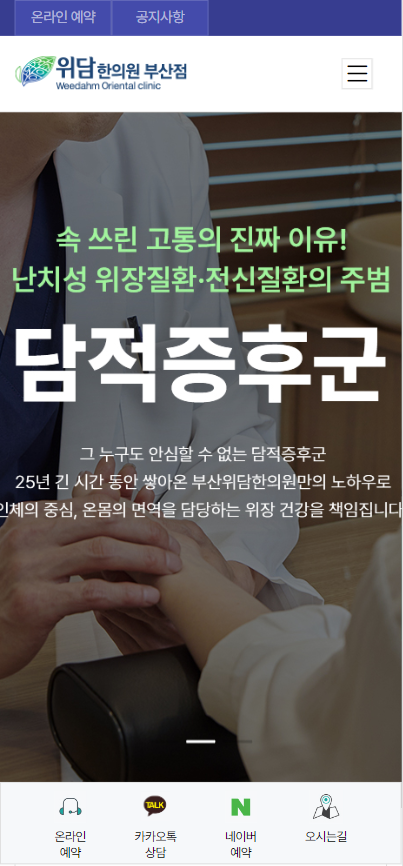 온라인 예약 공지사항
위담한의원 부산점
Weedahm Oriental clinic
속 쓰린 고통의 진짜 이유!
난치성 위장질환·전신질환의 주범
담적증후군
그 누구도 안심할 수 없는 담적증후군
25년 긴 시간 동안 쌓아온 부산위담한의원만의 노하우로
인체의 중심, 온몸의 면역을 담당하는 위장 건강을 책임집니다
TALK N
온라인 카카오톡 네이버 오시는길
예약 상담 예약